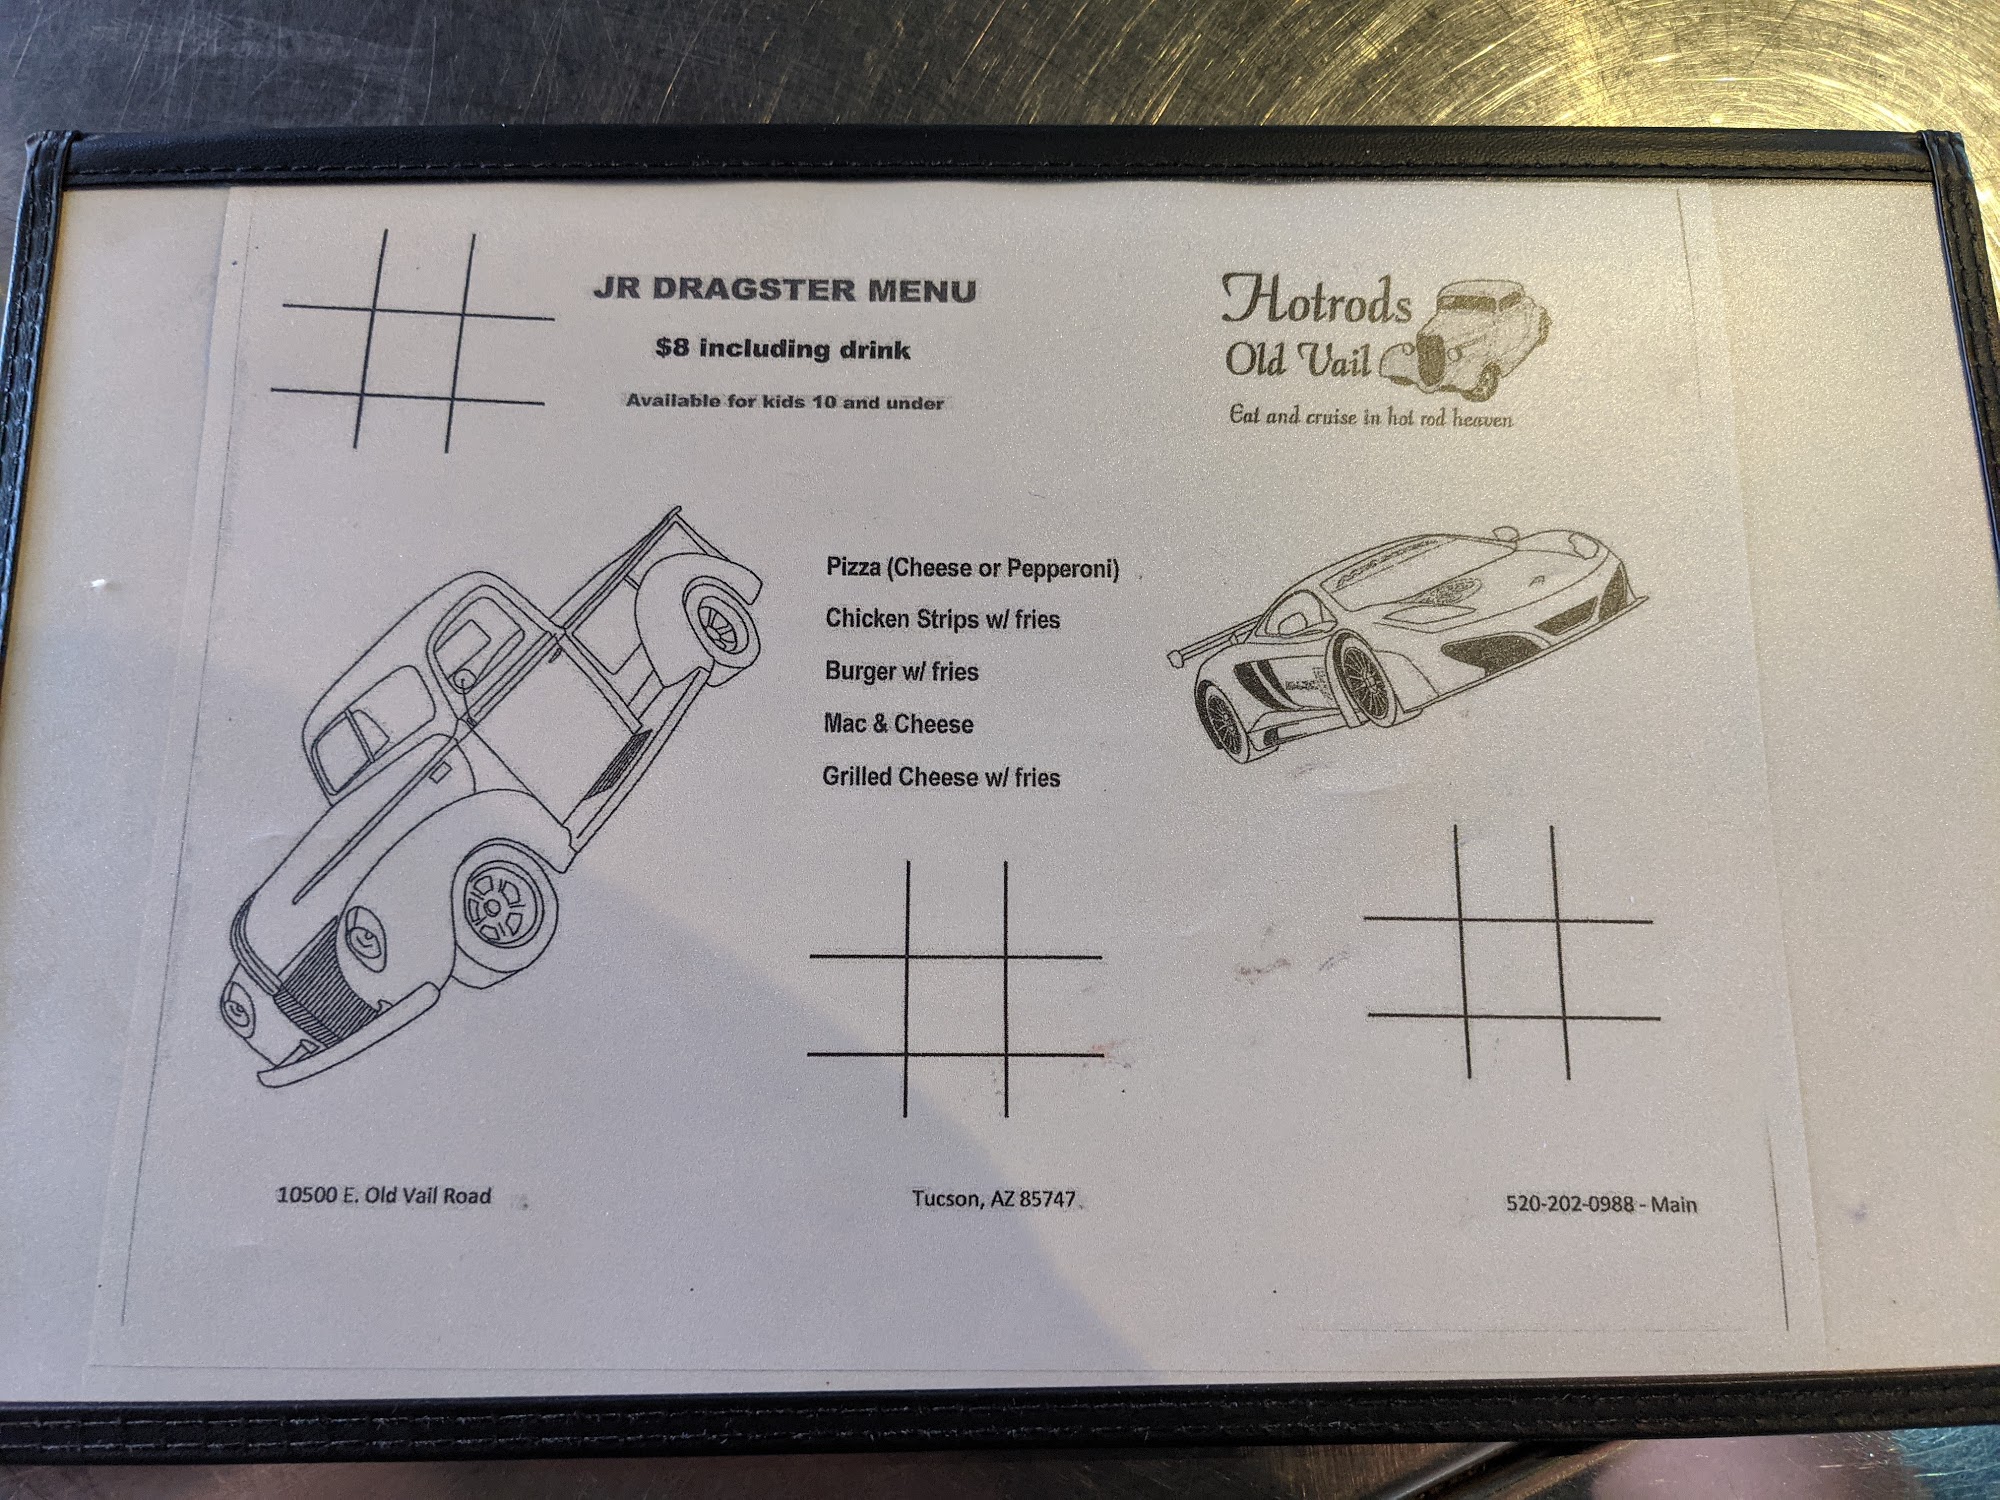 JR DRAGSTER MENU
$8 including drink
Available for kids 10 and under
Hotrods
Old Vail
Eat and cruise in hot rod heaven
Pizza (Cheese or Pepperoni)
Chicken Strips w/ fries
Burger w/ fries
Mac & Cheese
Grilled Cheese w/ fries
10500 E. Old Vail Road
Tucson, AZ 85747
520-202-0988 - Main